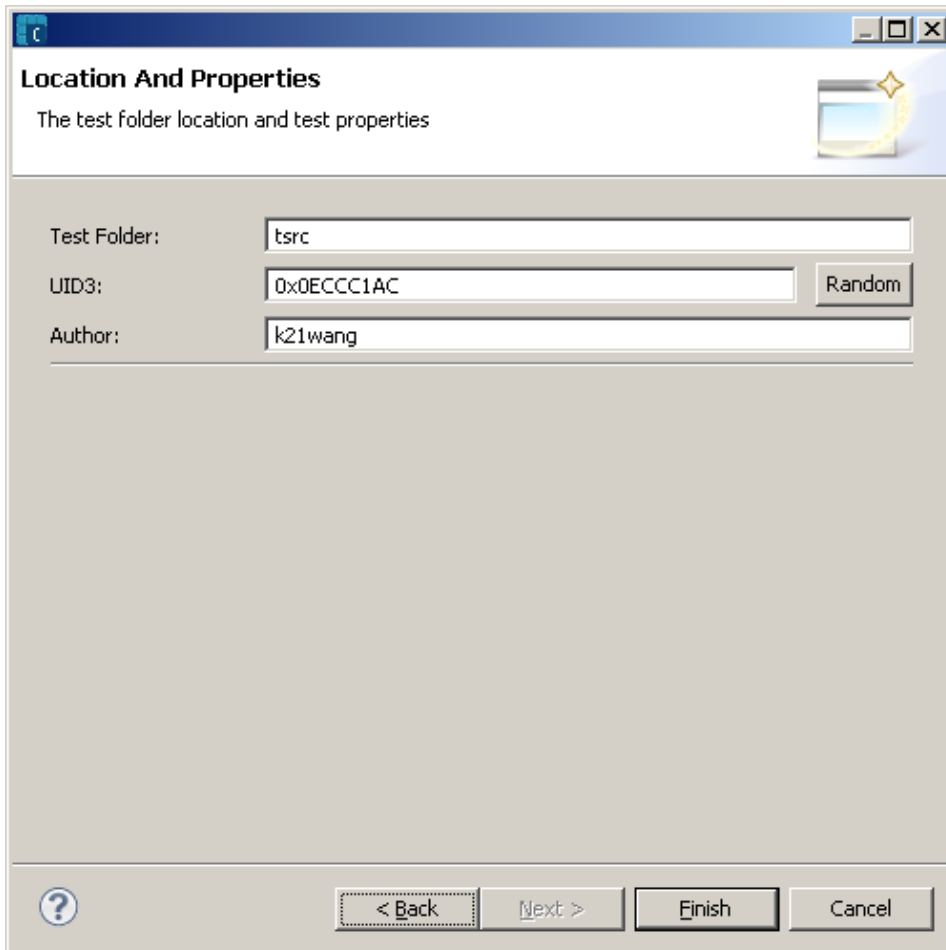 C
Location And Properties
The test folder location and test properties
Test Folder: tsrc
UID3: 0x0ECCC1AC Random
Author: k21wang
? < Back Next > Finish Cancel